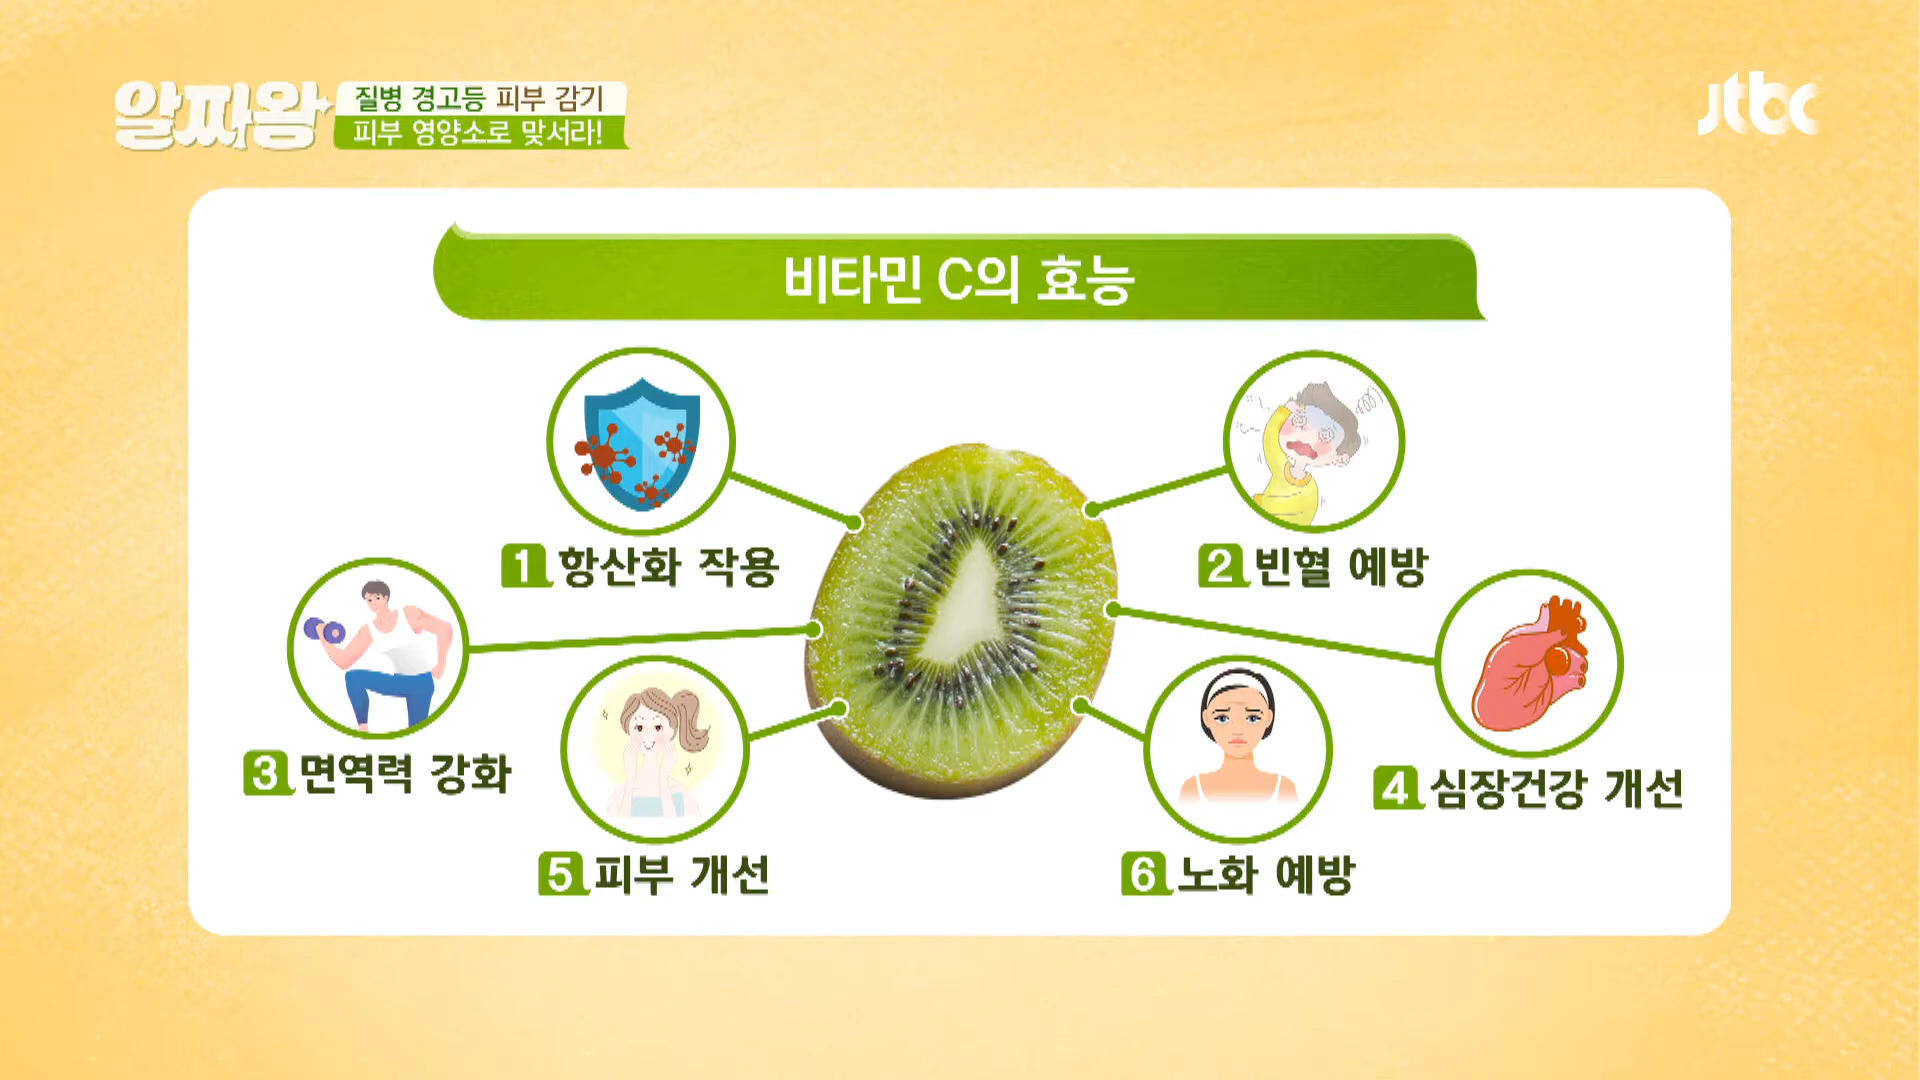 알짜왕
질병 경고등 피부 감기
피부 영양소로 맞서라!
jtbc
비타민 C의 효능
1 항산화 작용
2 빈혈 예방
3 면역력 강화
4 심장건강 개선
5 피부 개선
6 노화 예방